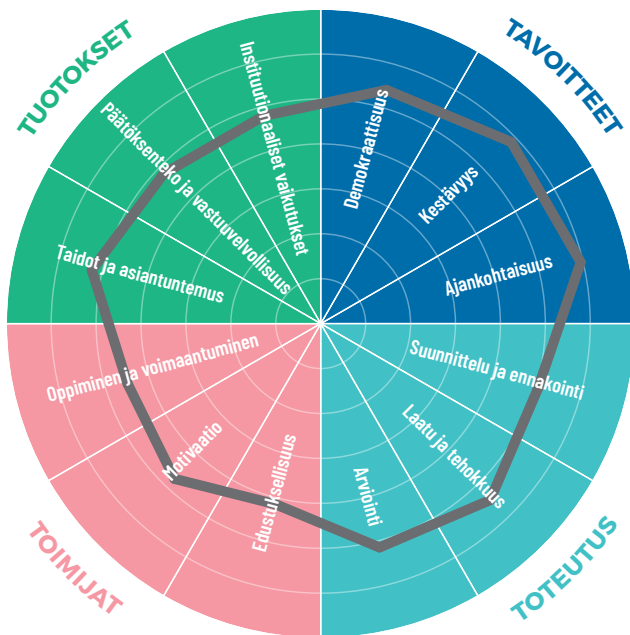 TAVOITTEET
Demokraattisuus
Kestävyys
Ajankohtaisuus
TOTEUTUS
Suunnittelu ja ennakointi
Laatu ja tehokkuus
Arviointi
TOIMIJAT
Edustuksellisuus
Motivaatio
Oppiminen ja voimaantuminen
TUOTOKSET
Taidot ja asiantuntemus
Päätöksenteko ja vastuuvelvollisuus
Instituutionaaliset vaikutukset